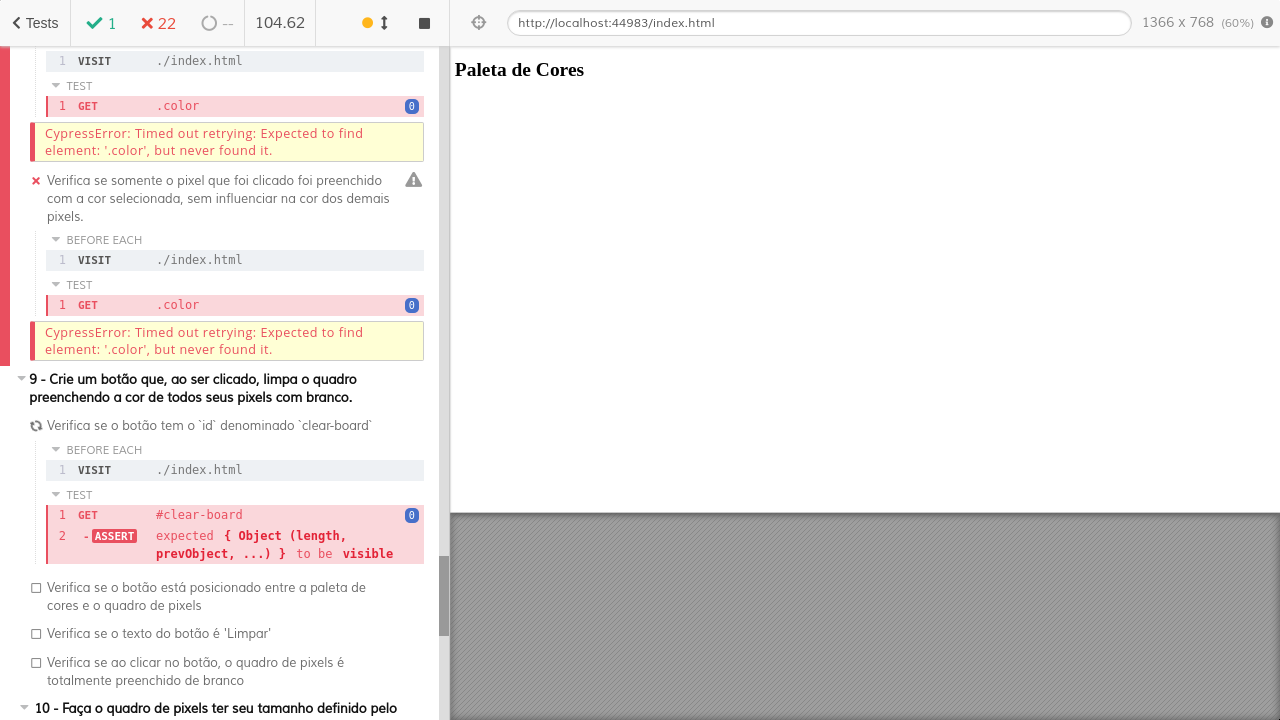 Tests 1 22 -- 104.62 http://localhost:44983/index.html 1366 x 768 (60%)
1 VISIT ./index.html
TEST
1 GET .color 0
CypressError: Timed out retrying: Expected to find
element: '.color', but never found it.
Verifica se somente o pixel que foi clicado foi preenchido
com a cor selecionada, sem influenciar na cor dos demais
pixels.
BEFORE EACH
1 VISIT ./index.html
TEST
1 GET .color 0
CypressError: Timed out retrying: Expected to find
element: '.color', but never found it.
9 - Crie um botão que, ao ser clicado, limpa o quadro
preenchendo a cor de todos seus pixels com branco.
Verifica se o botão tem o `id` denominado `clear-board`
BEFORE EACH
1 VISIT ./index.html
TEST
1 GET #clear-board 0
2 -ASSERT expected { Object (length,
prevObject, ...) } to be visible
Verifica se o botão está posicionado entre a paleta de
cores e o quadro de pixels
Verifica se o texto do botão é 'Limpar'
Verifica se ao clicar no botão, o quadro de pixels é
totalmente preenchido de branco
10 - Faça o quadro de pixels ter seu tamanho definido pelo
Paleta de Cores